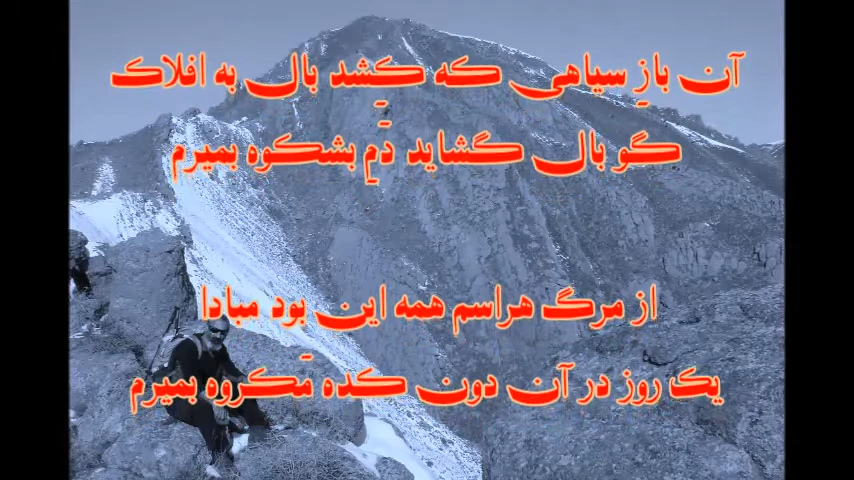 آن بازِ سیاهی که کَشد بال به افلاک
گو بال گشاید دَمِ بشکوه بمیرم
از مرگ هراسم همه این بود مبادا
یک روز در آن دون کده مَکروه بمیرم